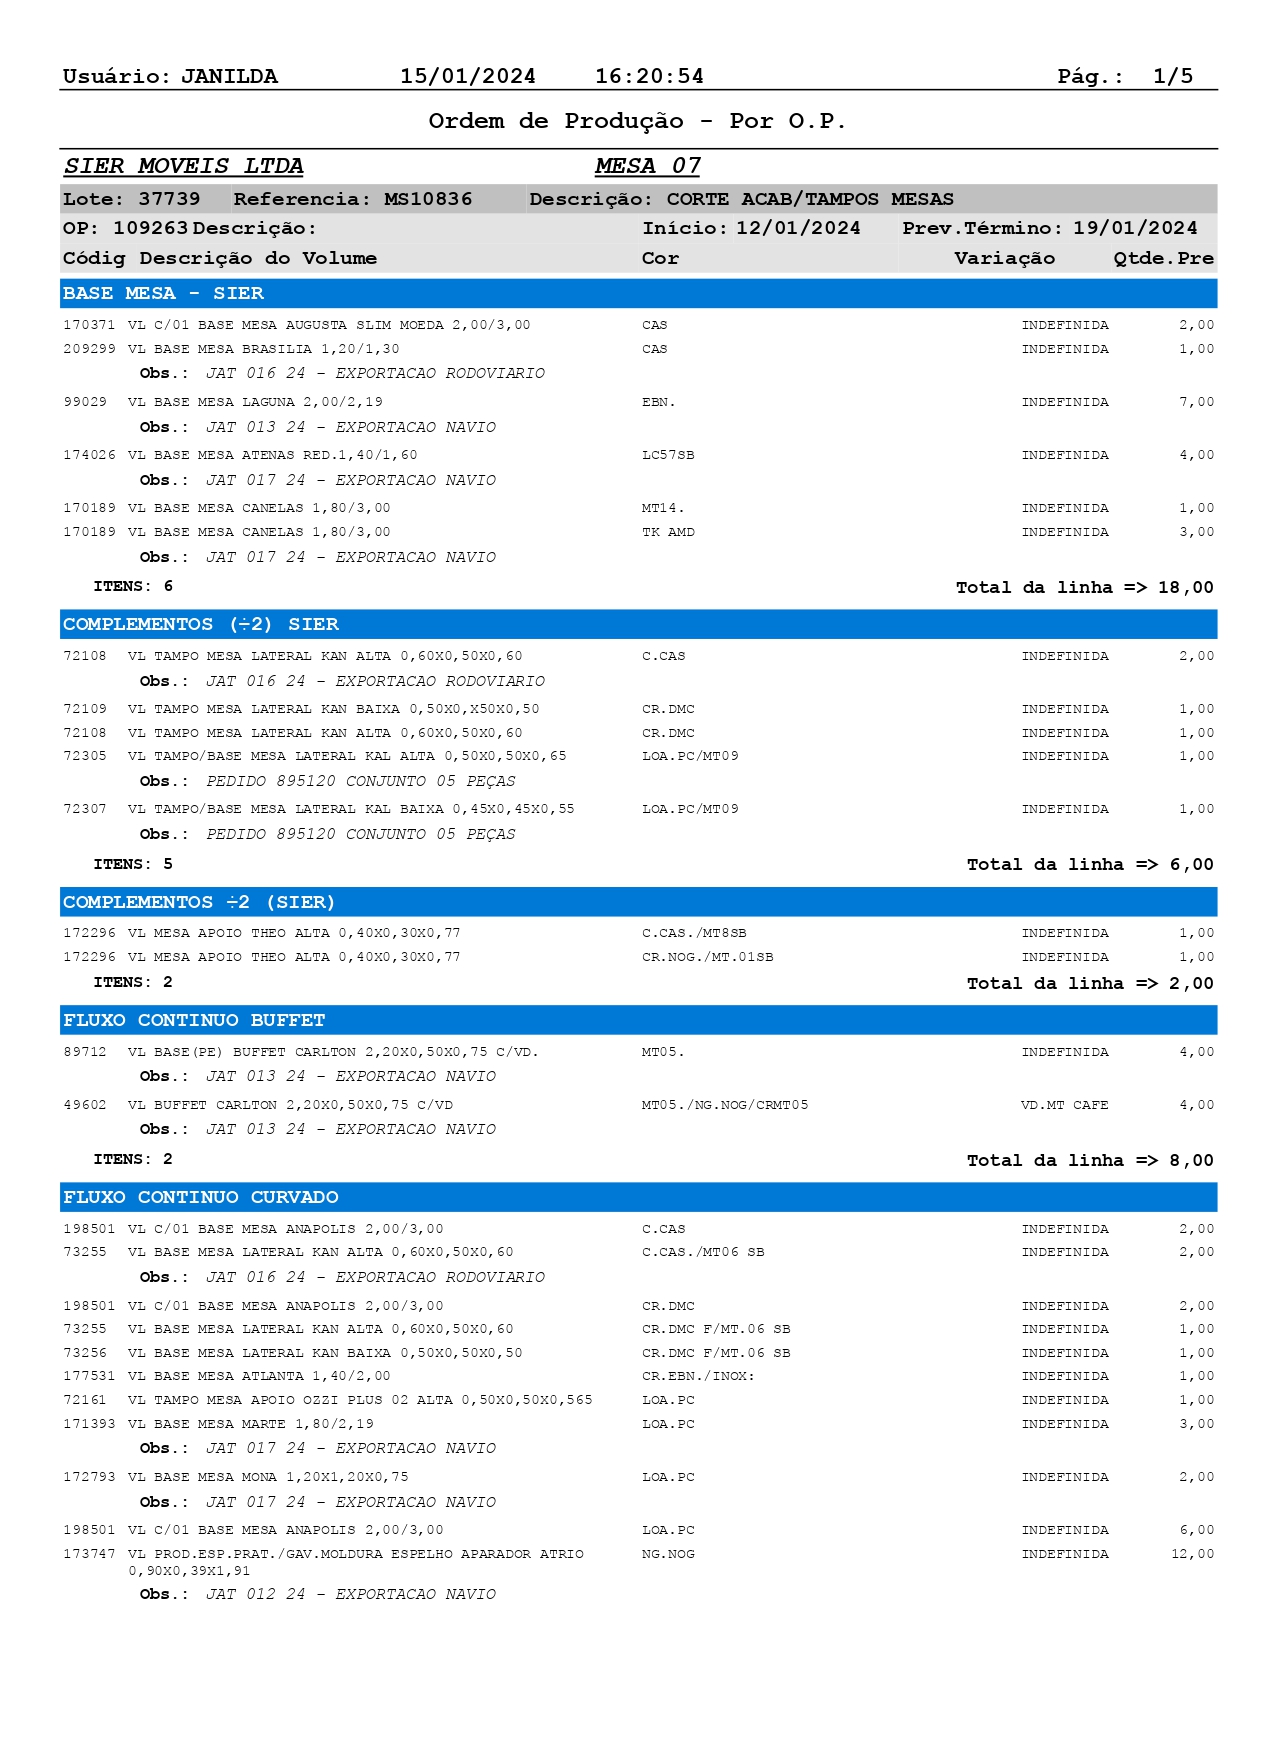 Usuário: JANILDA 15/01/2024 16:20:54 Pág.: 1/5
Ordem de Produção - Por O.P.
SIER MOVEIS LTDA MESA 07
Lote: 37739 Referencia: MS10836 Descrição: CORTE ACAB/TAMPOS MESAS
OP: 109263 Descrição: Início: 12/01/2024 Prev.Término: 19/01/2024
Códig Descrição do Volume Cor Variação Qtde.Pre
BASE MESA - SIER
170371 VL C/01 BASE MESA AUGUSTA SLIM MOEDA 2,00/3,00 CAS INDEFINIDA 2,00
209299 VL BASE MESA BRASILIA 1,20/1,30 CAS INDEFINIDA 1,00
Obs.: JAT 016 24 - EXPORTACAO RODOVIARIO
99029 VL BASE MESA LAGUNA 2,00/2,19 EBN. INDEFINIDA 7,00
Obs.: JAT 013 24 - EXPORTACAO NAVIO
174026 VL BASE MESA ATENAS RED.1,40/1,60 LC57SB INDEFINIDA 4,00
Obs.: JAT 017 24 - EXPORTACAO NAVIO
170189 VL BASE MESA CANELAS 1,80/3,00 MT14. INDEFINIDA 1,00
170189 VL BASE MESA CANELAS 1,80/3,00 TK AMD INDEFINIDA 3,00
Obs.: JAT 017 24 - EXPORTACAO NAVIO
ITENS: 6 Total da linha => 18,00
COMPLEMENTOS (÷2) SIER
72108 VL TAMPO MESA LATERAL KAN ALTA 0,60X0,50X0,60 C.CAS INDEFINIDA 2,00
Obs.: JAT 016 24 - EXPORTACAO RODOVIARIO
72109 VL TAMPO MESA LATERAL KAN BAIXA 0,50X0,X50X0,50 CR.DMC INDEFINIDA 1,00
72108 VL TAMPO MESA LATERAL KAN ALTA 0,60X0,50X0,60 CR.DMC INDEFINIDA 1,00
72305 VL TAMPO/BASE MESA LATERAL KAL ALTA 0,50X0,50X0,65 LOA.PC/MT09 INDEFINIDA 1,00
Obs.: PEDIDO 895120 CONJUNTO 05 PEÇAS
72307 VL TAMPO/BASE MESA LATERAL KAL BAIXA 0,45X0,45X0,55 LOA.PC/MT09 INDEFINIDA 1,00
Obs.: PEDIDO 895120 CONJUNTO 05 PEÇAS
ITENS: 5 Total da linha => 6,00
COMPLEMENTOS ÷2 (SIER)
172296 VL MESA APOIO THEO ALTA 0,40X0,30X0,77 C.CAS./MT8SB INDEFINIDA 1,00
172296 VL MESA APOIO THEO ALTA 0,40X0,30X0,77 CR.NOG./MT.01SB INDEFINIDA 1,00
ITENS: 2 Total da linha => 2,00
FLUXO CONTINUO BUFFET
89712 VL BASE(PE) BUFFET CARLTON 2,20X0,50X0,75 C/VD. MT05. INDEFINIDA 4,00
Obs.: JAT 013 24 - EXPORTACAO NAVIO
49602 VL BUFFET CARLTON 2,20X0,50X0,75 C/VD MT05./NG.NOG/CRMT05 VD.MT CAFE 4,00
Obs.: JAT 013 24 - EXPORTACAO NAVIO
ITENS: 2 Total da linha => 8,00
FLUXO CONTINUO CURVADO
198501 VL C/01 BASE MESA ANAPOLIS 2,00/3,00 C.CAS INDEFINIDA 2,00
73255 VL BASE MESA LATERAL KAN ALTA 0,60X0,50X0,60 C.CAS./MT06 SB INDEFINIDA 2,00
Obs.: JAT 016 24 - EXPORTACAO RODOVIARIO
198501 VL C/01 BASE MESA ANAPOLIS 2,00/3,00 CR.DMC INDEFINIDA 2,00
73255 VL BASE MESA LATERAL KAN ALTA 0,60X0,50X0,60 CR.DMC F/MT.06 SB INDEFINIDA 1,00
73256 VL BASE MESA LATERAL KAN BAIXA 0,50X0,50X0,50 CR.DMC F/MT.06 SB INDEFINIDA 1,00
177531 VL BASE MESA ATLANTA 1,40/2,00 CR.EBN./INOX: INDEFINIDA 1,00
72161 VL TAMPO MESA APOIO OZZI PLUS 02 ALTA 0,50X0,50X0,565 LOA.PC INDEFINIDA 1,00
171393 VL BASE MESA MARTE 1,80/2,19 LOA.PC INDEFINIDA 3,00
Obs.: JAT 017 24 - EXPORTACAO NAVIO
172793 VL BASE MESA MONA 1,20X1,20X0,75 LOA.PC INDEFINIDA 2,00
Obs.: JAT 017 24 - EXPORTACAO NAVIO
198501 VL C/01 BASE MESA ANAPOLIS 2,00/3,00 LOA.PC INDEFINIDA 6,00
173747 VL PROD.ESP.PRAT./GAV.MOLDURA ESPELHO APARADOR ATRIO NG.NOG INDEFINIDA 12,00
0,90X0,39X1,91
Obs.: JAT 012 24 - EXPORTACAO NAVIO